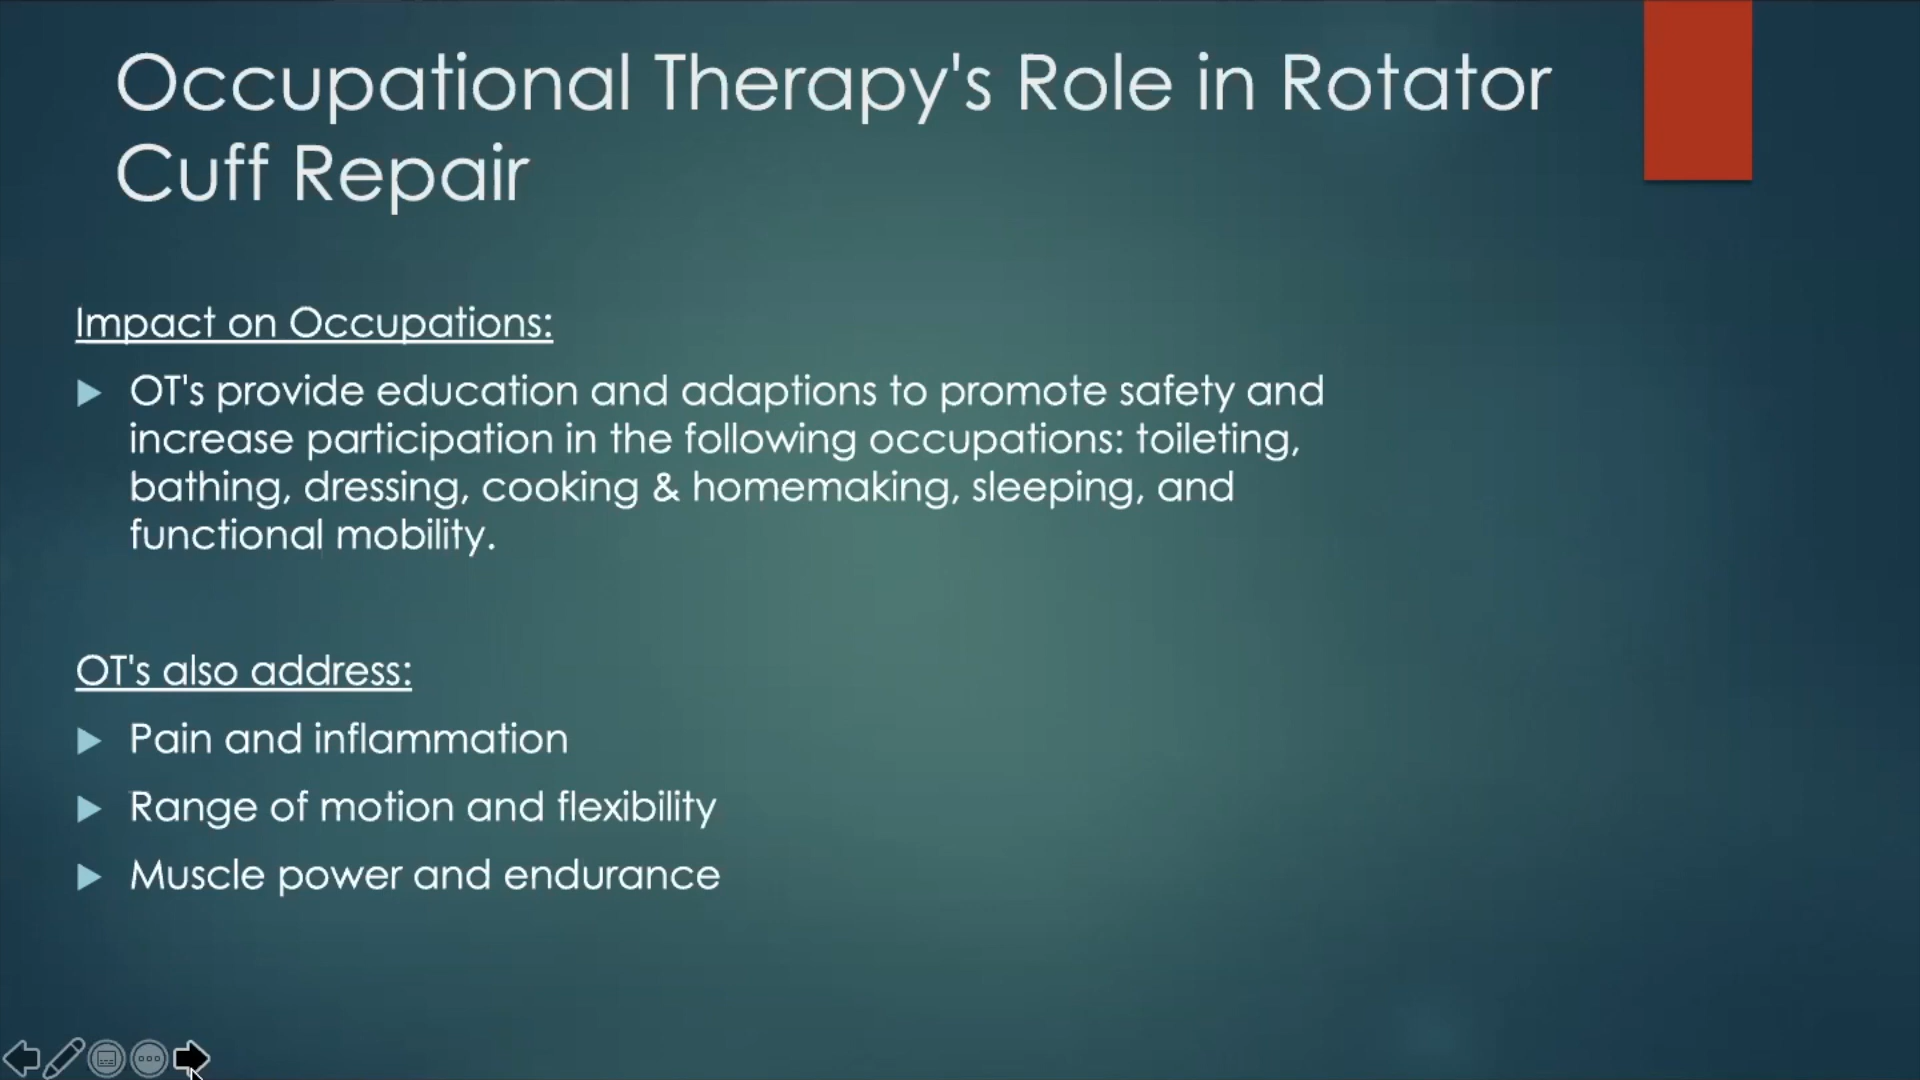 Occupational Therapy's Role in Rotator
Cuff Repair
Impact on Occupations:
OT's provide education and adaptions to promote safety and
increase participation in the following occupations: toileting,
bathing, dressing, cooking & homemaking, sleeping, and
functional mobility.
OT's also address:
Pain and inflammation
Range of motion and flexibility
Muscle power and endurance